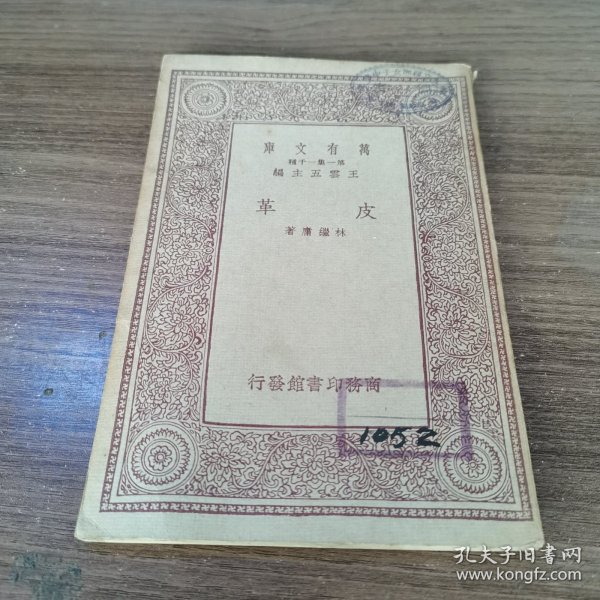 萬有文庫
第一集一千種
王雲五主編
皮革
林繼庸著
商務印書館發行
1052
孔夫子旧书网
www.kongfz.com